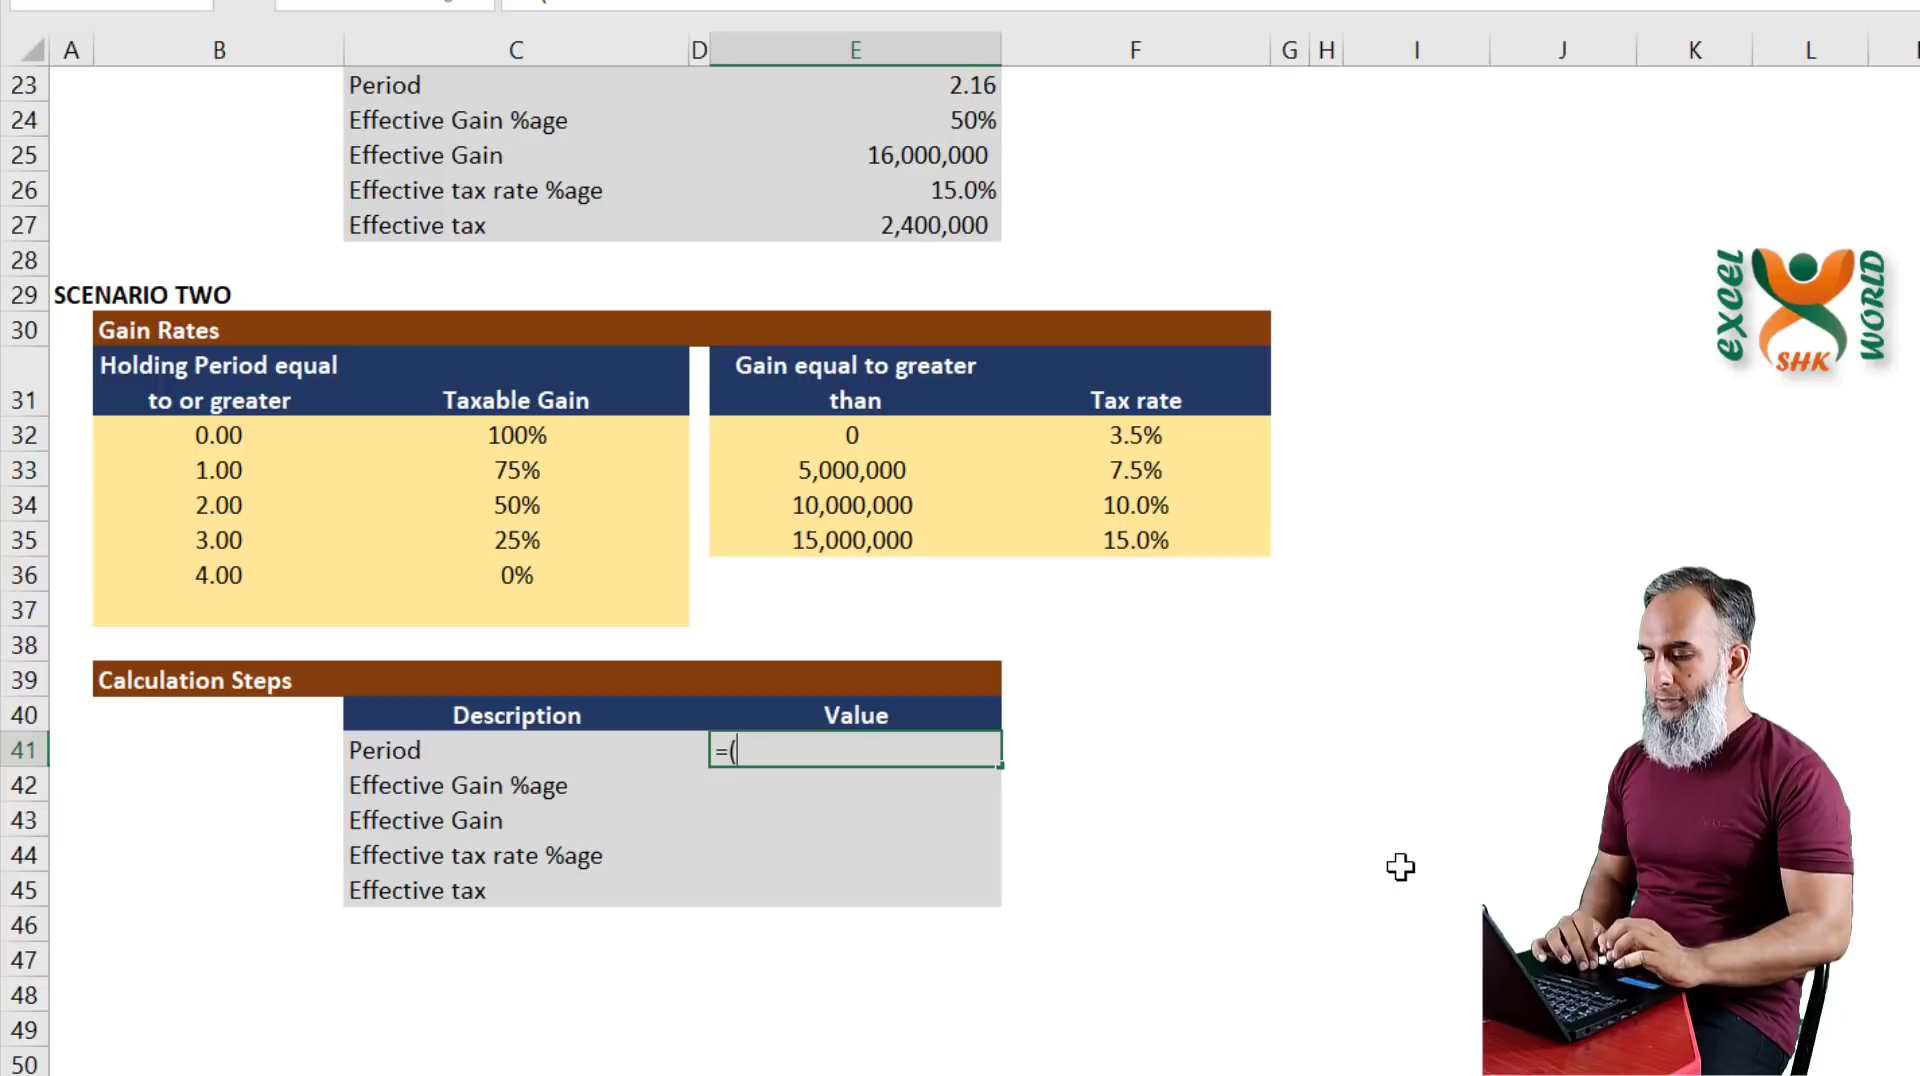 A B C D E F G H I J K L
23 Period 2.16
24 Effective Gain %age 50%
25 Effective Gain 16,000,000
26 Effective tax rate %age 15.0%
27 Effective tax 2,400,000
28
29 SCENARIO TWO
30 Gain Rates
Holding Period equal Gain equal to greater
31 to or greater Taxable Gain than Tax rate
32 0.00 100% 0 3.5%
33 1.00 75% 5,000,000 7.5%
34 2.00 50% 10,000,000 10.0%
35 3.00 25% 15,000,000 15.0%
36 4.00 0%
37
38
39 Calculation Steps
40 Description Value
41 Period =(
42 Effective Gain %age
43 Effective Gain
44 Effective tax rate %age
45 Effective tax
46
47
48
49
50
EXCEL
WORLD
SHK